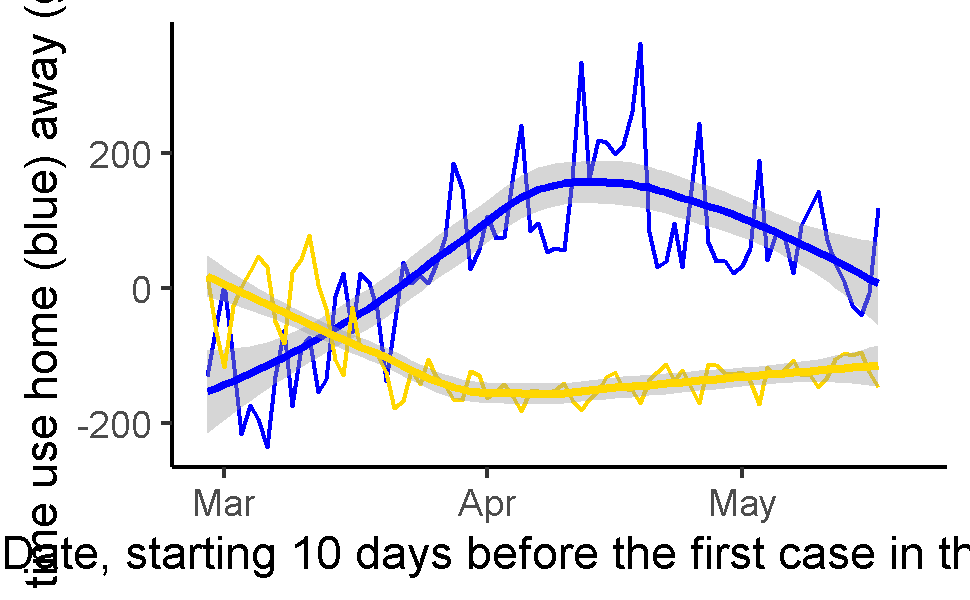 time use home (blue) away (
200
0
-200
Mar Apr May
Date, starting 10 days before the first case in th